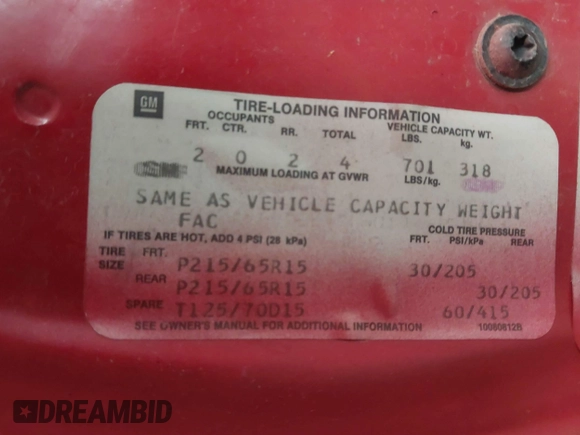 GM TIRE-LOADING INFORMATION
OCCUPANTS VEHICLE CAPACITY WT.
FRT. CTR. RR. TOTAL LBS. kg.
2 0 2 4 701 318
MAXIMUM LOADING AT GVWR LBS/kg.
SAME AS VEHICLE CAPACITY WEIGHT
FAC
IF TIRES ARE HOT, ADD 4 PSI (28 kPa) COLD TIRE PRESSURE
TIRE FRT. FRT. PSI/kPa REAR
SIZE P215/65R15 30/205
REAR P215/65R15 30/205
SPARE T125/70D15 60/415
SEE OWNER'S MANUAL FOR ADDITIONAL INFORMATION 10080812B
DREAMBID